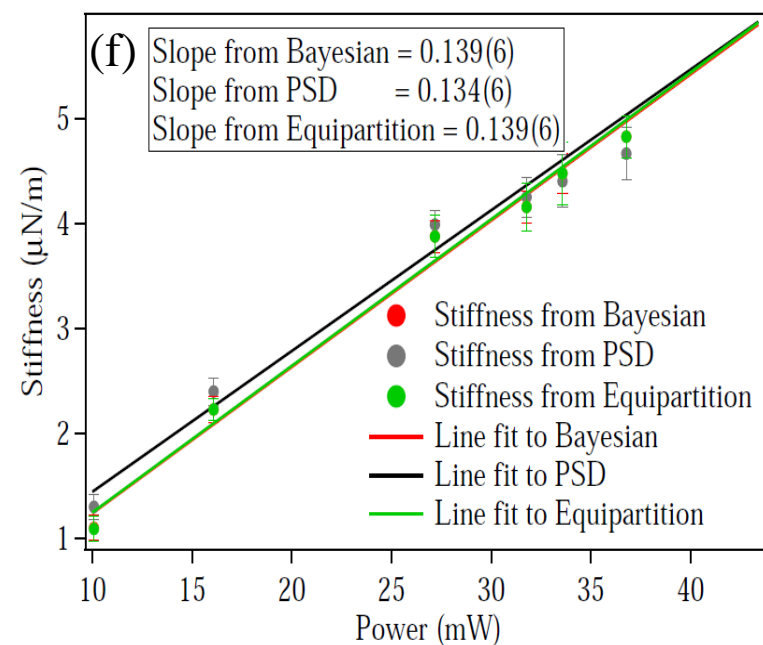 (f)
Slope from Bayesian = 0.139(6)
Slope from PSD = 0.134(6)
Slope from Equipartition = 0.139(6)
5
4
3
2
1
Stiffness (µN/m)
Stiffness from Bayesian
Stiffness from PSD
Stiffness from Equipartition
Line fit to Bayesian
Line fit to PSD
Line fit to Equipartition
10 15 20 25 30 35 40
Power (mW)